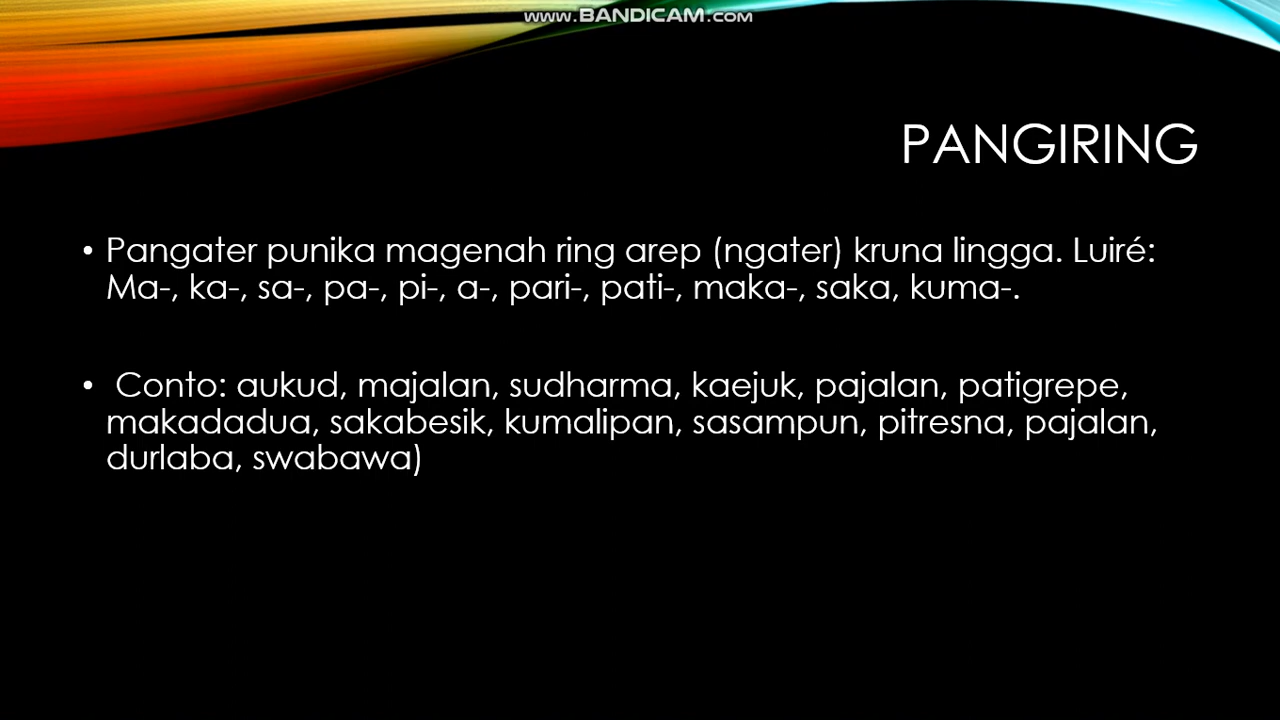 www.BANDICAM.com
PANGIRING
• Pangater punika magenah ring arep (ngater) kruna lingga. Luiré:
Ma-, ka-, sa-, pa-, pi-, a-, pari-, pati-, maka-, saka, kuma-.
• Conto: aukud, majalan, sudharma, kaejuk, pajalan, patigrepe,
makadadua, sakabesik, kumalipan, sasampun, pitresna, pajalan,
durlaba, swabawa)